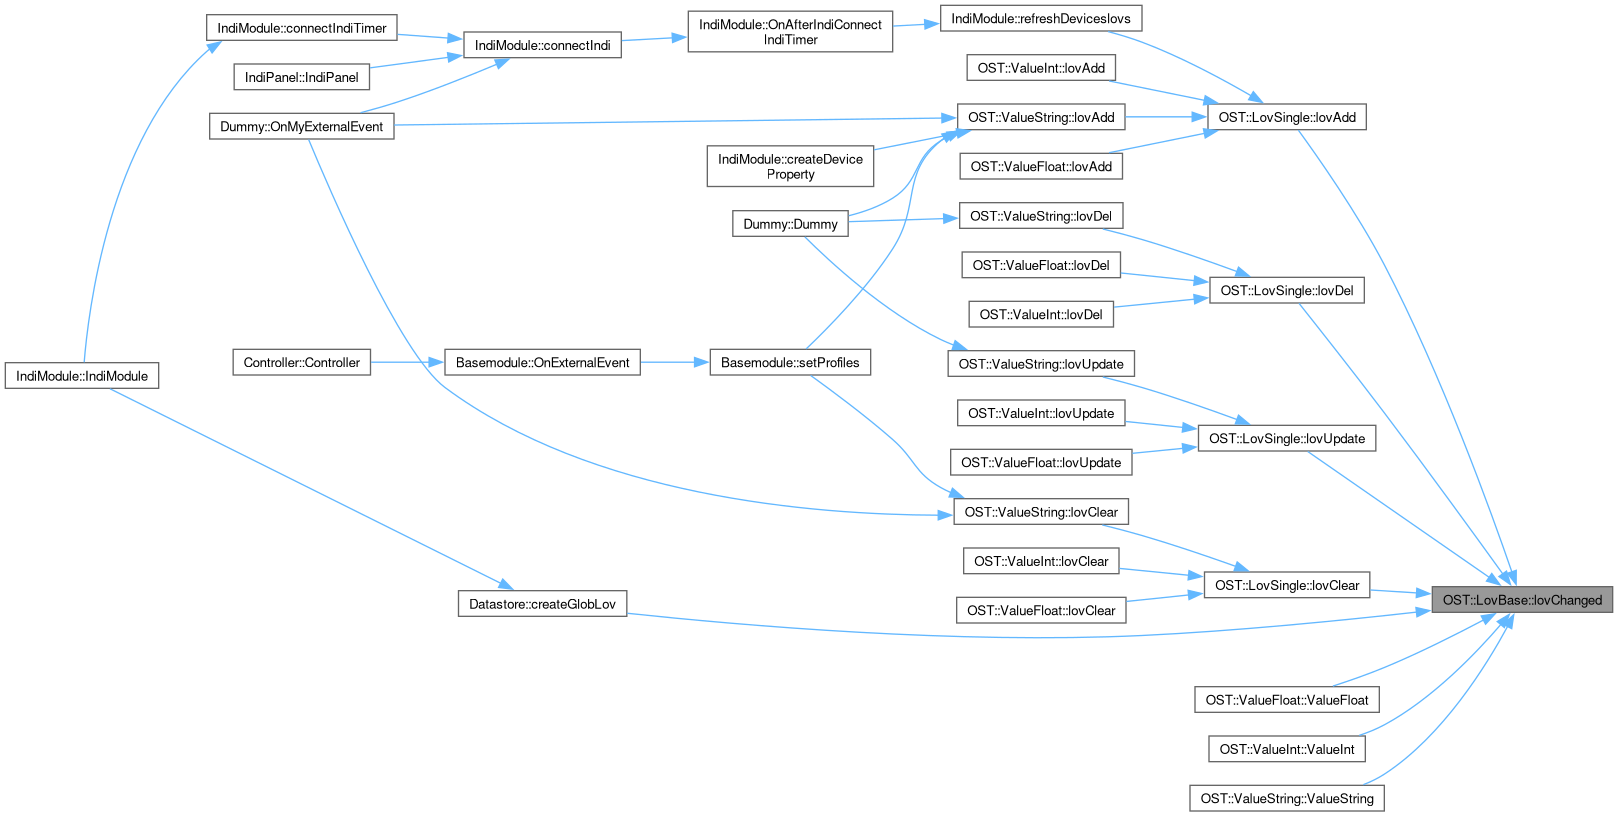 IndiModule::connectIndiTimer
IndiModule::connectIndi
IndiModule::OnAfterIndiConnect
IndiTimer
IndiModule::refreshDeviceslovs
IndiPanel::IndiPanel
OST::ValueInt::lovAdd
Dummy::OnMyExternalEvent
OST::ValueString::lovAdd
OST::LovSingle::lovAdd
IndiModule::createDevice
Property
OST::ValueFloat::lovAdd
Dummy::Dummy
OST::ValueString::lovDel
OST::ValueFloat::lovDel
OST::LovSingle::lovDel
OST::ValueInt::lovDel
IndiModule::IndiModule
Controller::Controller
Basemodule::OnExternalEvent
Basemodule::setProfiles
OST::ValueString::lovUpdate
OST::ValueInt::lovUpdate
OST::LovSingle::lovUpdate
OST::ValueFloat::lovUpdate
OST::ValueString::lovClear
OST::ValueInt::lovClear
OST::LovSingle::lovClear
Datastore::createGlobLov
OST::ValueFloat::lovClear
OST::LovBase::lovChanged
OST::ValueFloat::ValueFloat
OST::ValueInt::ValueInt
OST::ValueString::ValueString